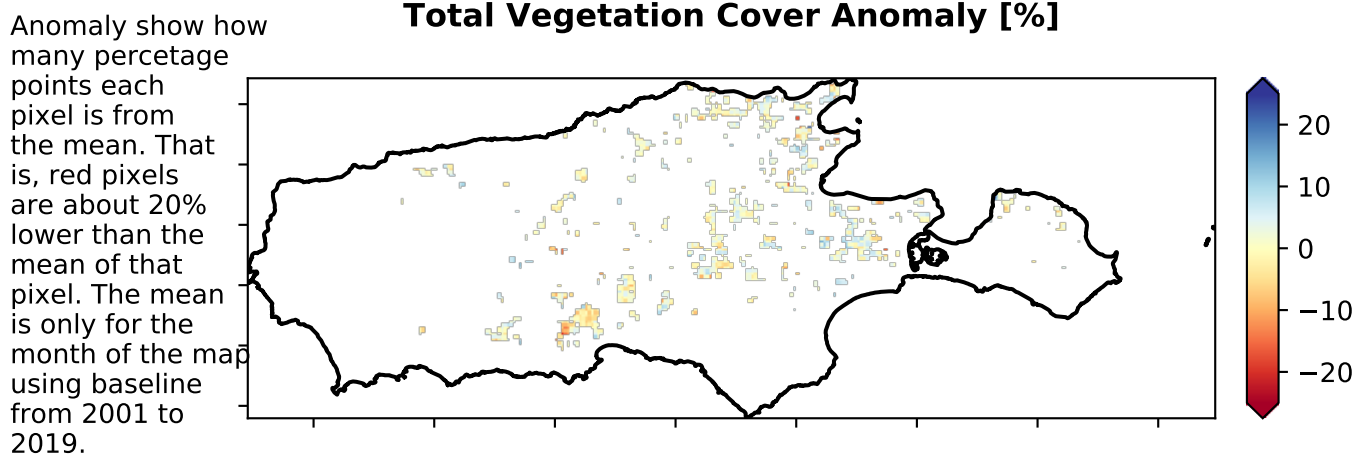 Total Vegetation Cover Anomaly [%]
Anomaly show how
many percetage
points each
pixel is from
the mean. That
is, red pixels
are about 20%
lower than the
mean of that
pixel. The mean
is only for the
month of the map
using baseline
from 2001 to
2019.
20
10
0
−10
−20